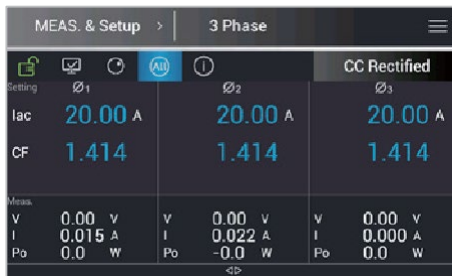 MEAS. & Setup > 3 Phase
All i CC Rectified
Setting Ø1 Ø2 Ø3
Iac 20.00 A 20.00 A 20.00 A
CF 1.414 1.414 1.414
Meas.
V 0.00 V V 0.00 V V 0.00 V
I 0.015 A I 0.022 A I 0.000 A
Po 0.0 W Po -0.0 W Po 0.0 W